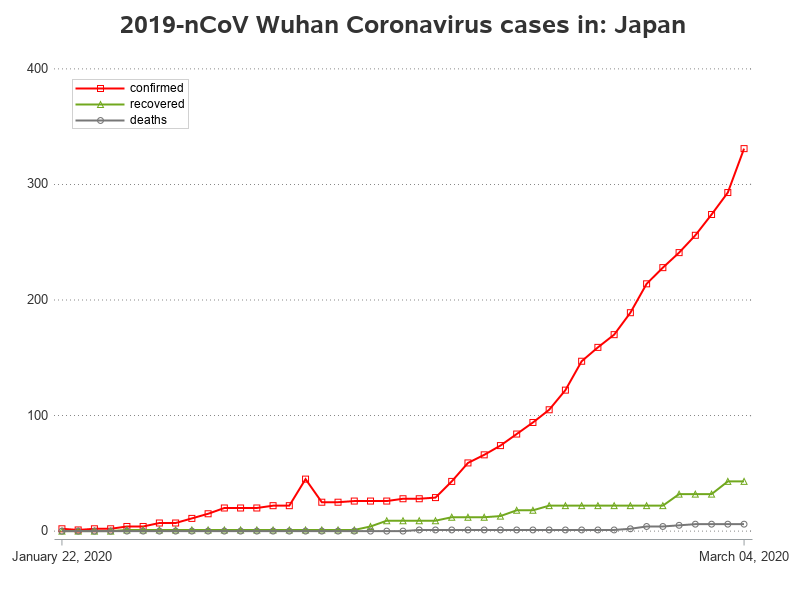 2019-nCoV Wuhan Coronavirus cases in: Japan
400
confirmed
recovered
deaths
300
200
100
0
January 22, 2020
March 04, 2020